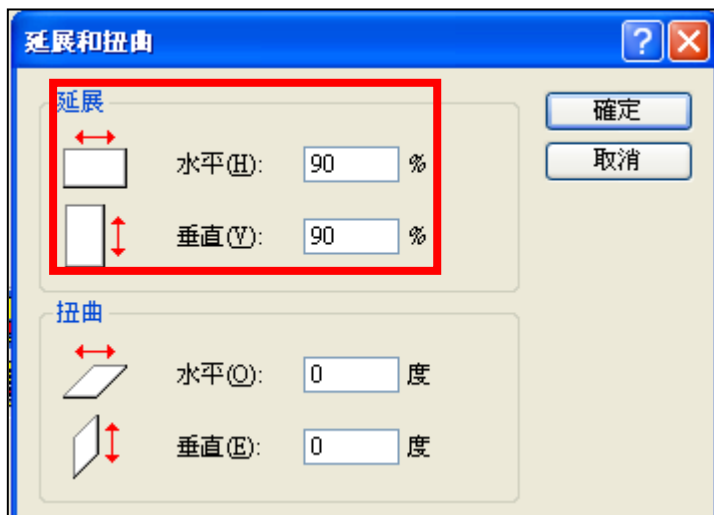 延展和扭曲
延展
水平(H): 90 %
垂直(V): 90 %
扭曲
水平(O): 0 度
垂直(E): 0 度
確定
取消